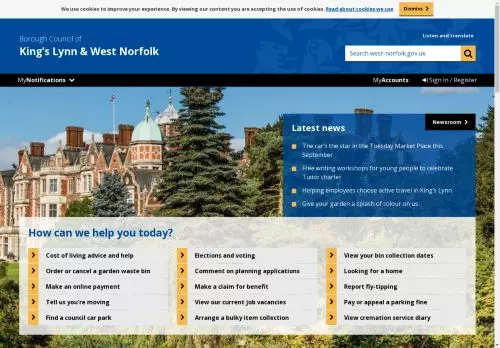 We use cookies to improve your experience. By viewing our content you are accepting the use of cookies. Read about cookies we use Dismiss
Borough Council of
King's Lynn & West Norfolk
Listen and translate
Search west-norfolk.gov.uk
MyNotifications
MyAccounts: Sign In / Register
Newsroom
Latest news
The car's the star in the Tuesday Market Place this
September
Free writing workshops for young people to celebrate
Tudor charter
Helping employees choose active travel in King's Lynn
Give your garden a splash of colour on us
How can we help you today?
Cost of living advice and help
Elections and voting
View your bin collection dates
Order or cancel a garden waste bin
Comment on planning applications
Looking for a home
Make an online payment
Make a claim for benefit
Report fly-tipping
Tell us you're moving
View our current job vacancies
Pay or appeal a parking fine
Find a council car park
Arrange a bulky item collection
View cremation service diary